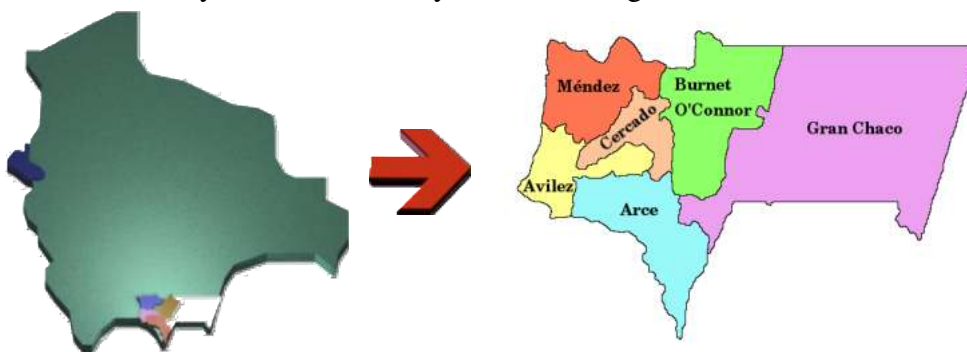 Méndez
Burnet
O'Connor
Cercado
Gran Chaco
Avilez
Arce